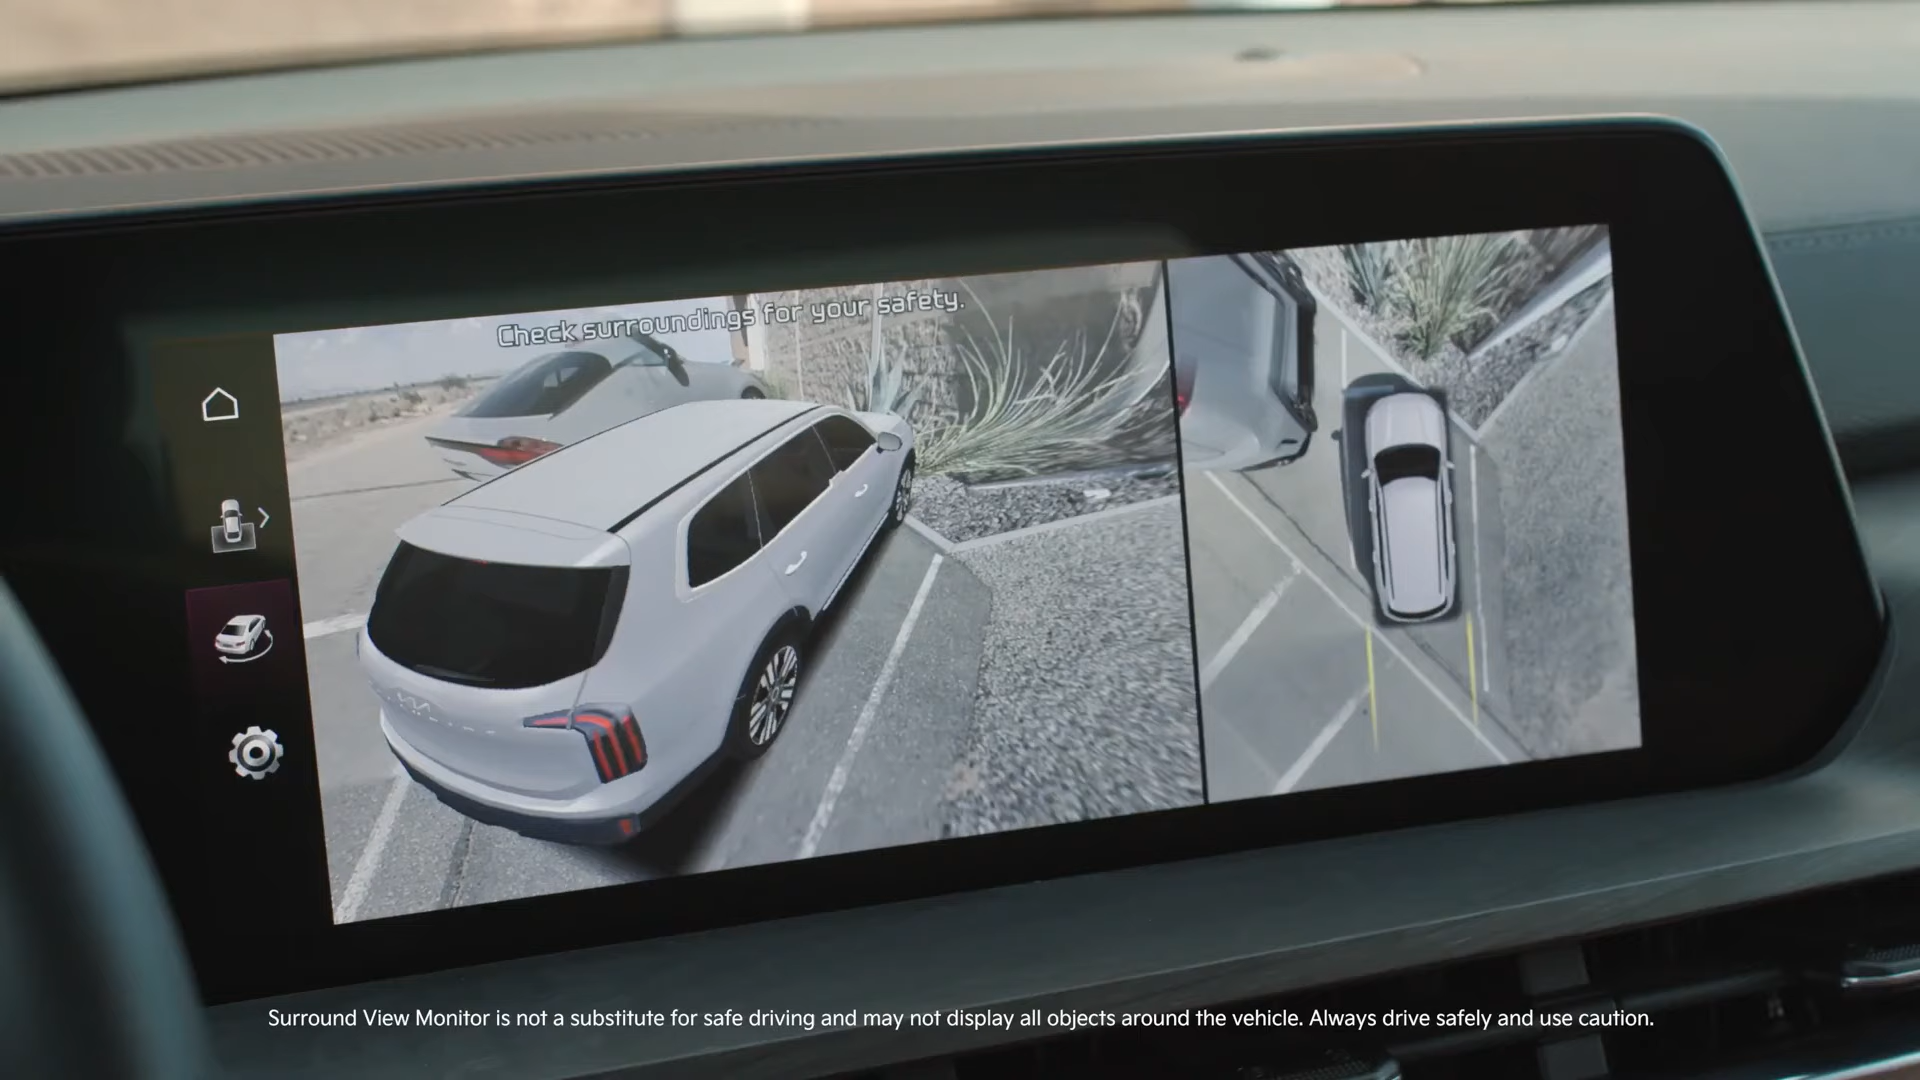 Check surroundings for your safety.
Surround View Monitor is not a substitute for safe driving and may not display all objects around the vehicle. Always drive safely and use caution.